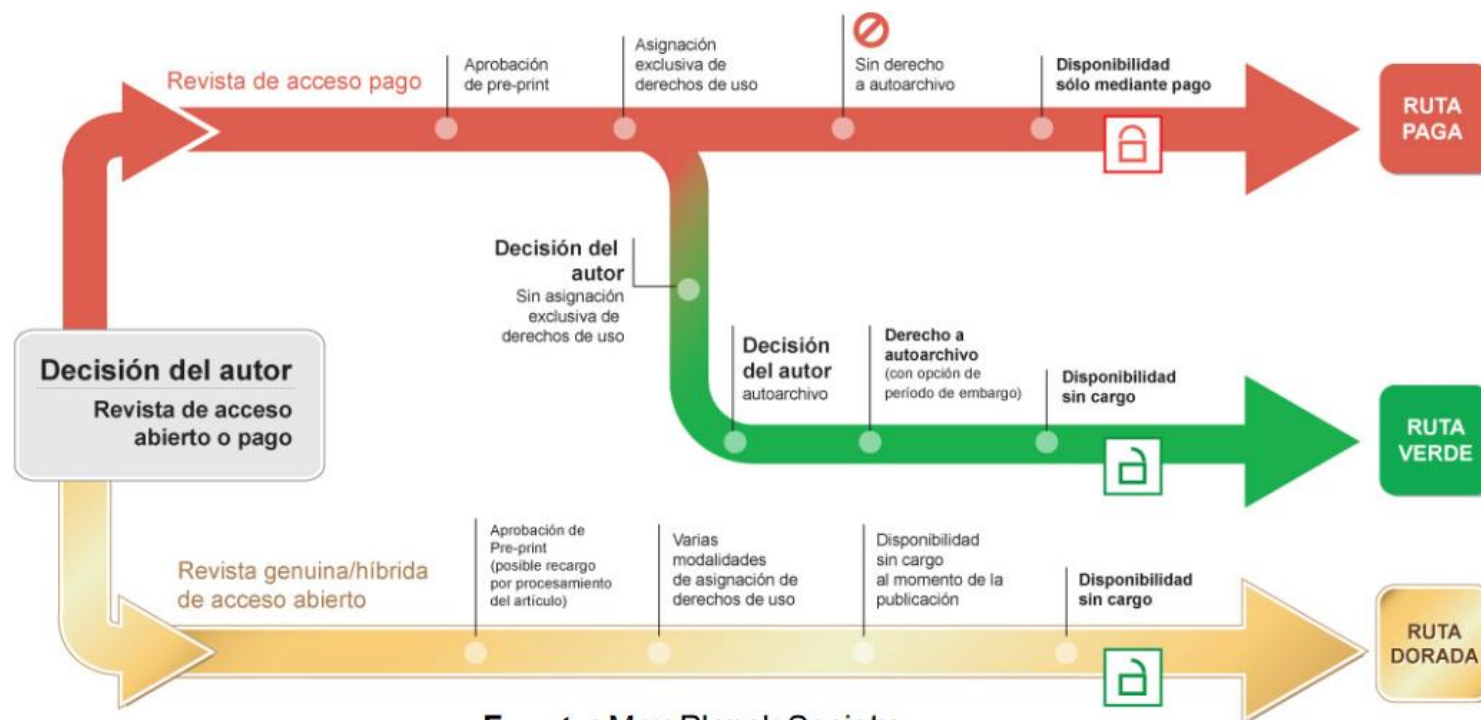 Revista de acceso pago
Aprobación
de pre-print
Asignación
exclusiva de
derechos de uso
Sin derecho
a autoarchivo
Disponibilidad
sólo mediante pago
RUTA
PAGA
Decisión del
autor
Sin asignación
exclusiva de
derechos de uso
Decisión
del autor
autoarchivo
Derecho a
autoarchivo
(con opción de
período de embargo)
Disponibilidad
sin cargo
RUTA
VERDE
Decisión del autor
Revista de acceso
abierto o pago
Revista genuina/híbrida
de acceso abierto
Aprobación de
Pre-print
(posible recargo
por procesamiento
del artículo)
Varias
modalidades
de asignación de
derechos de uso
Disponibilidad
sin cargo
al momento de la
publicación
Disponibilidad
sin cargo
RUTA
DORADA